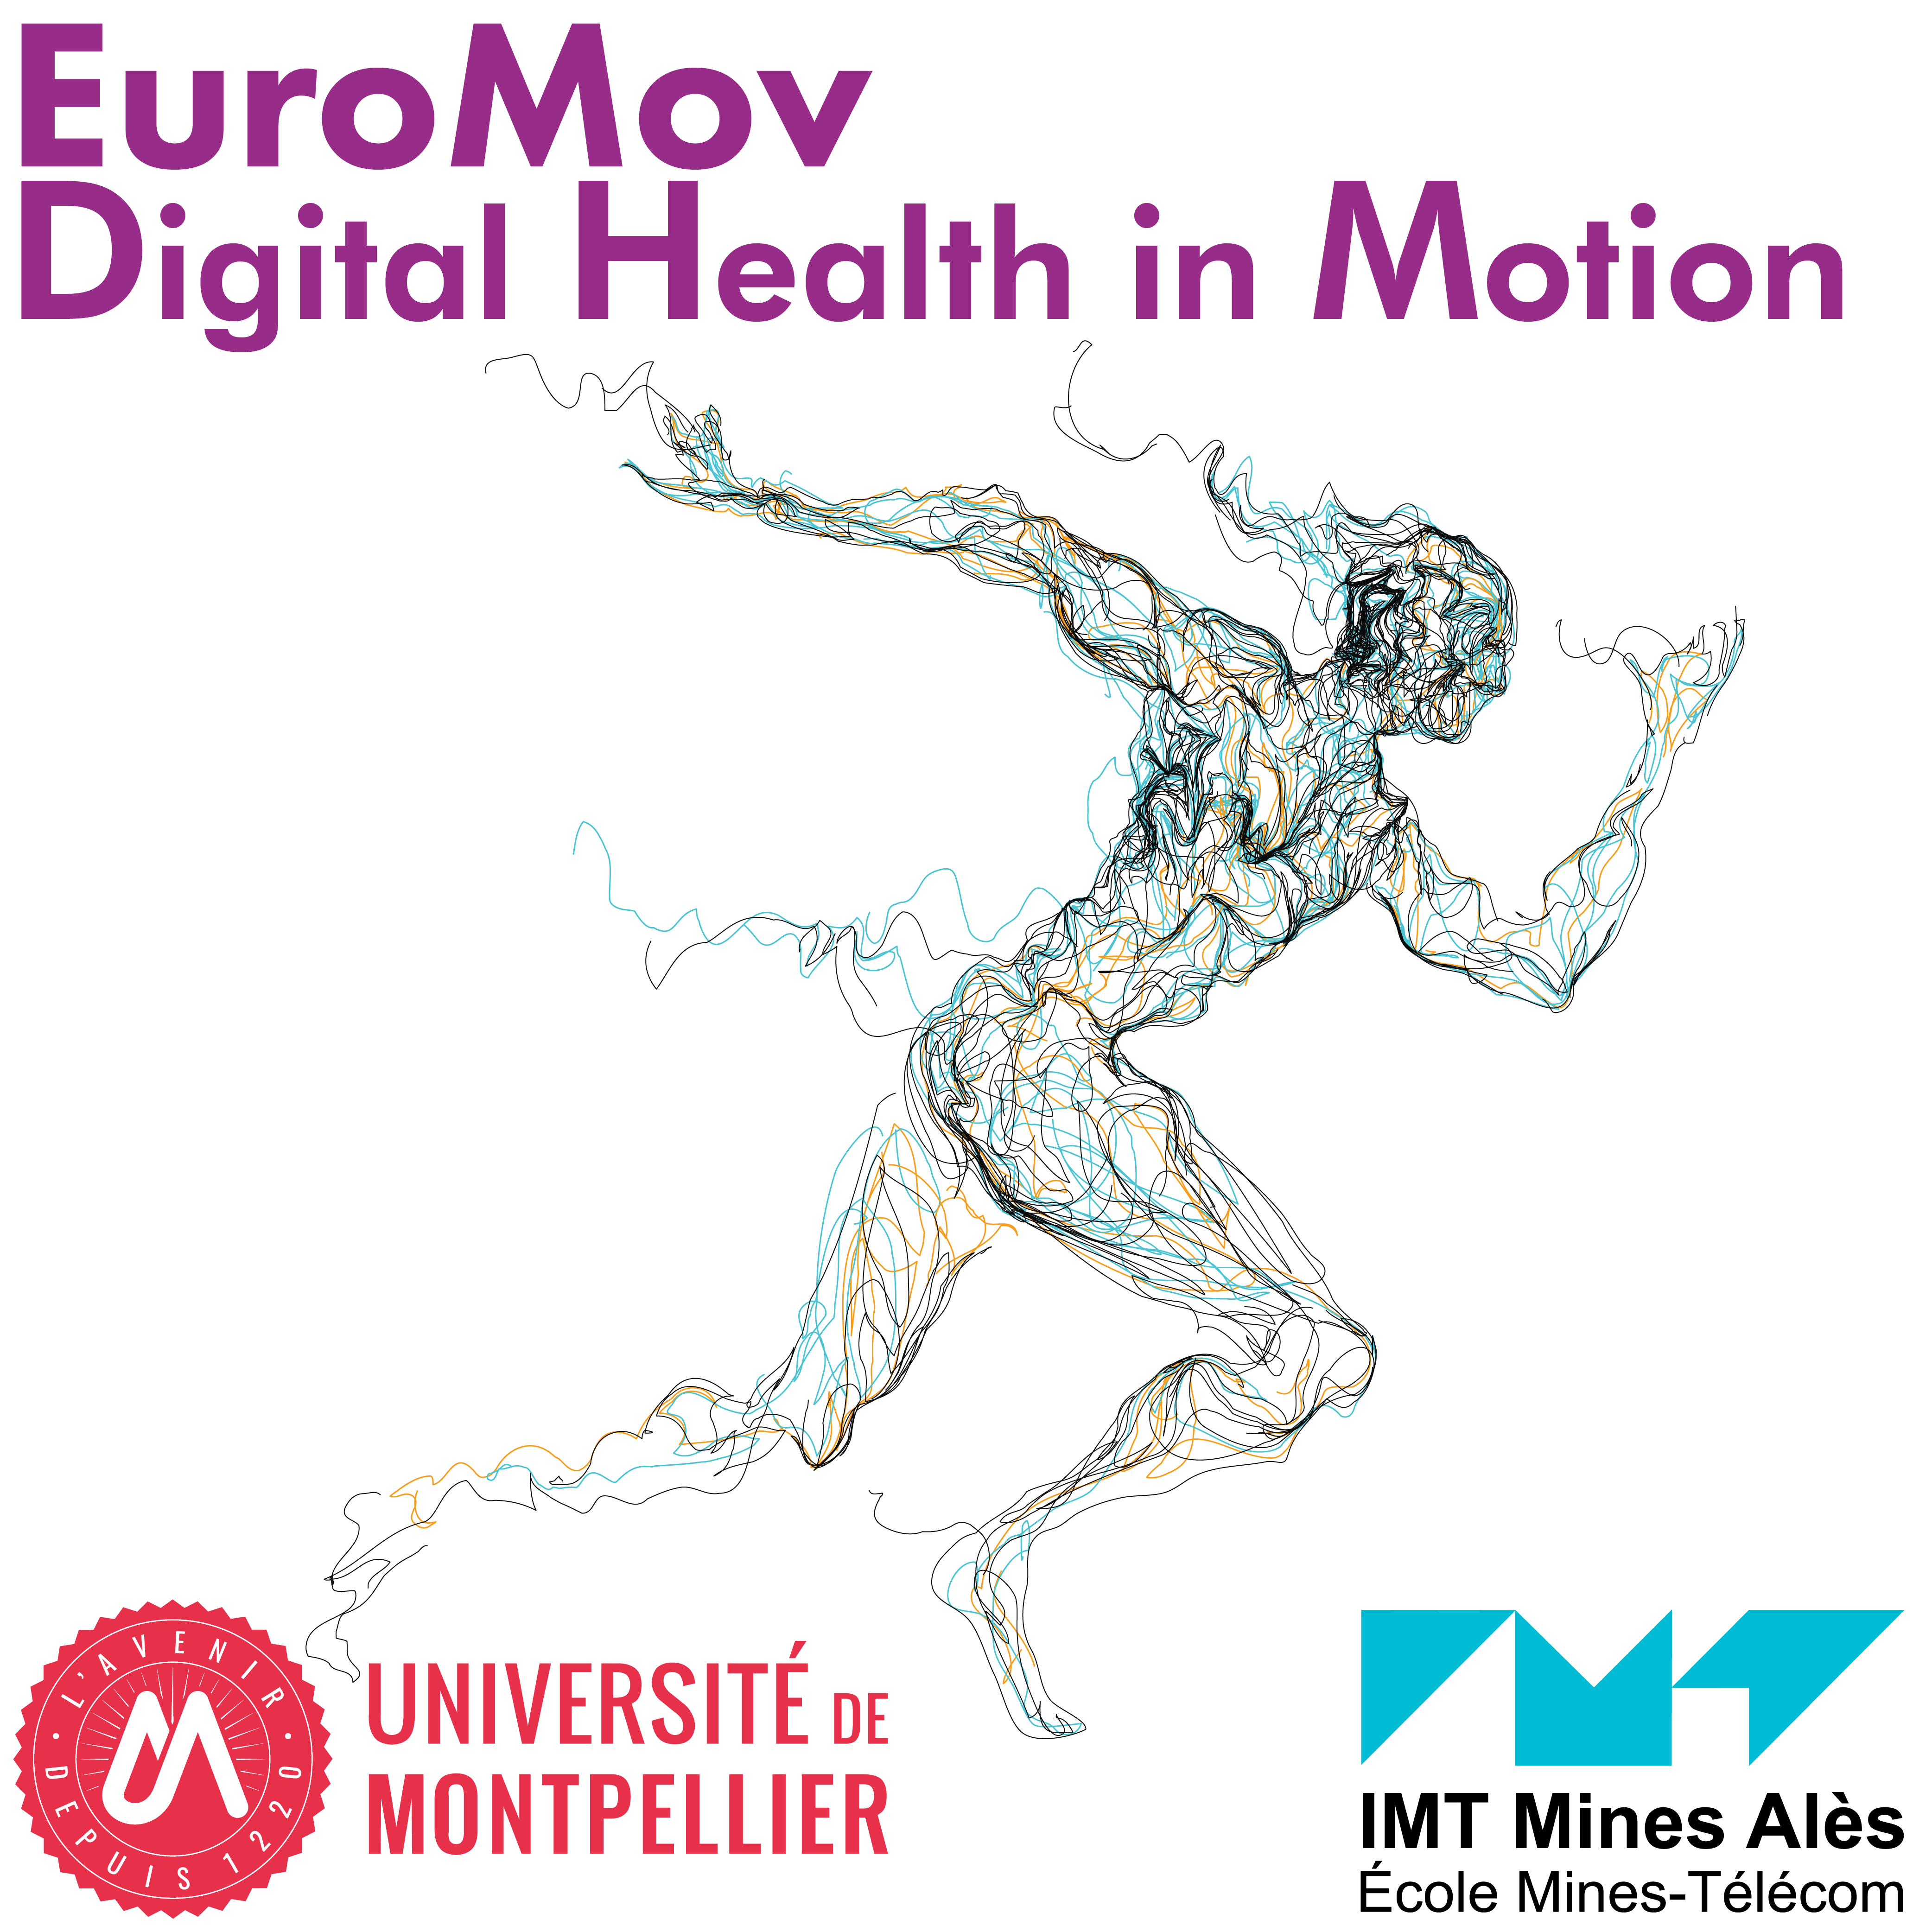 EuroMov
Digital Health in Motion
L'AVENIR
DEPUIS 1220
UNIVERSITÉ DE
MONTPELLIER
IMT Mines Alès
École Mines-Télécom